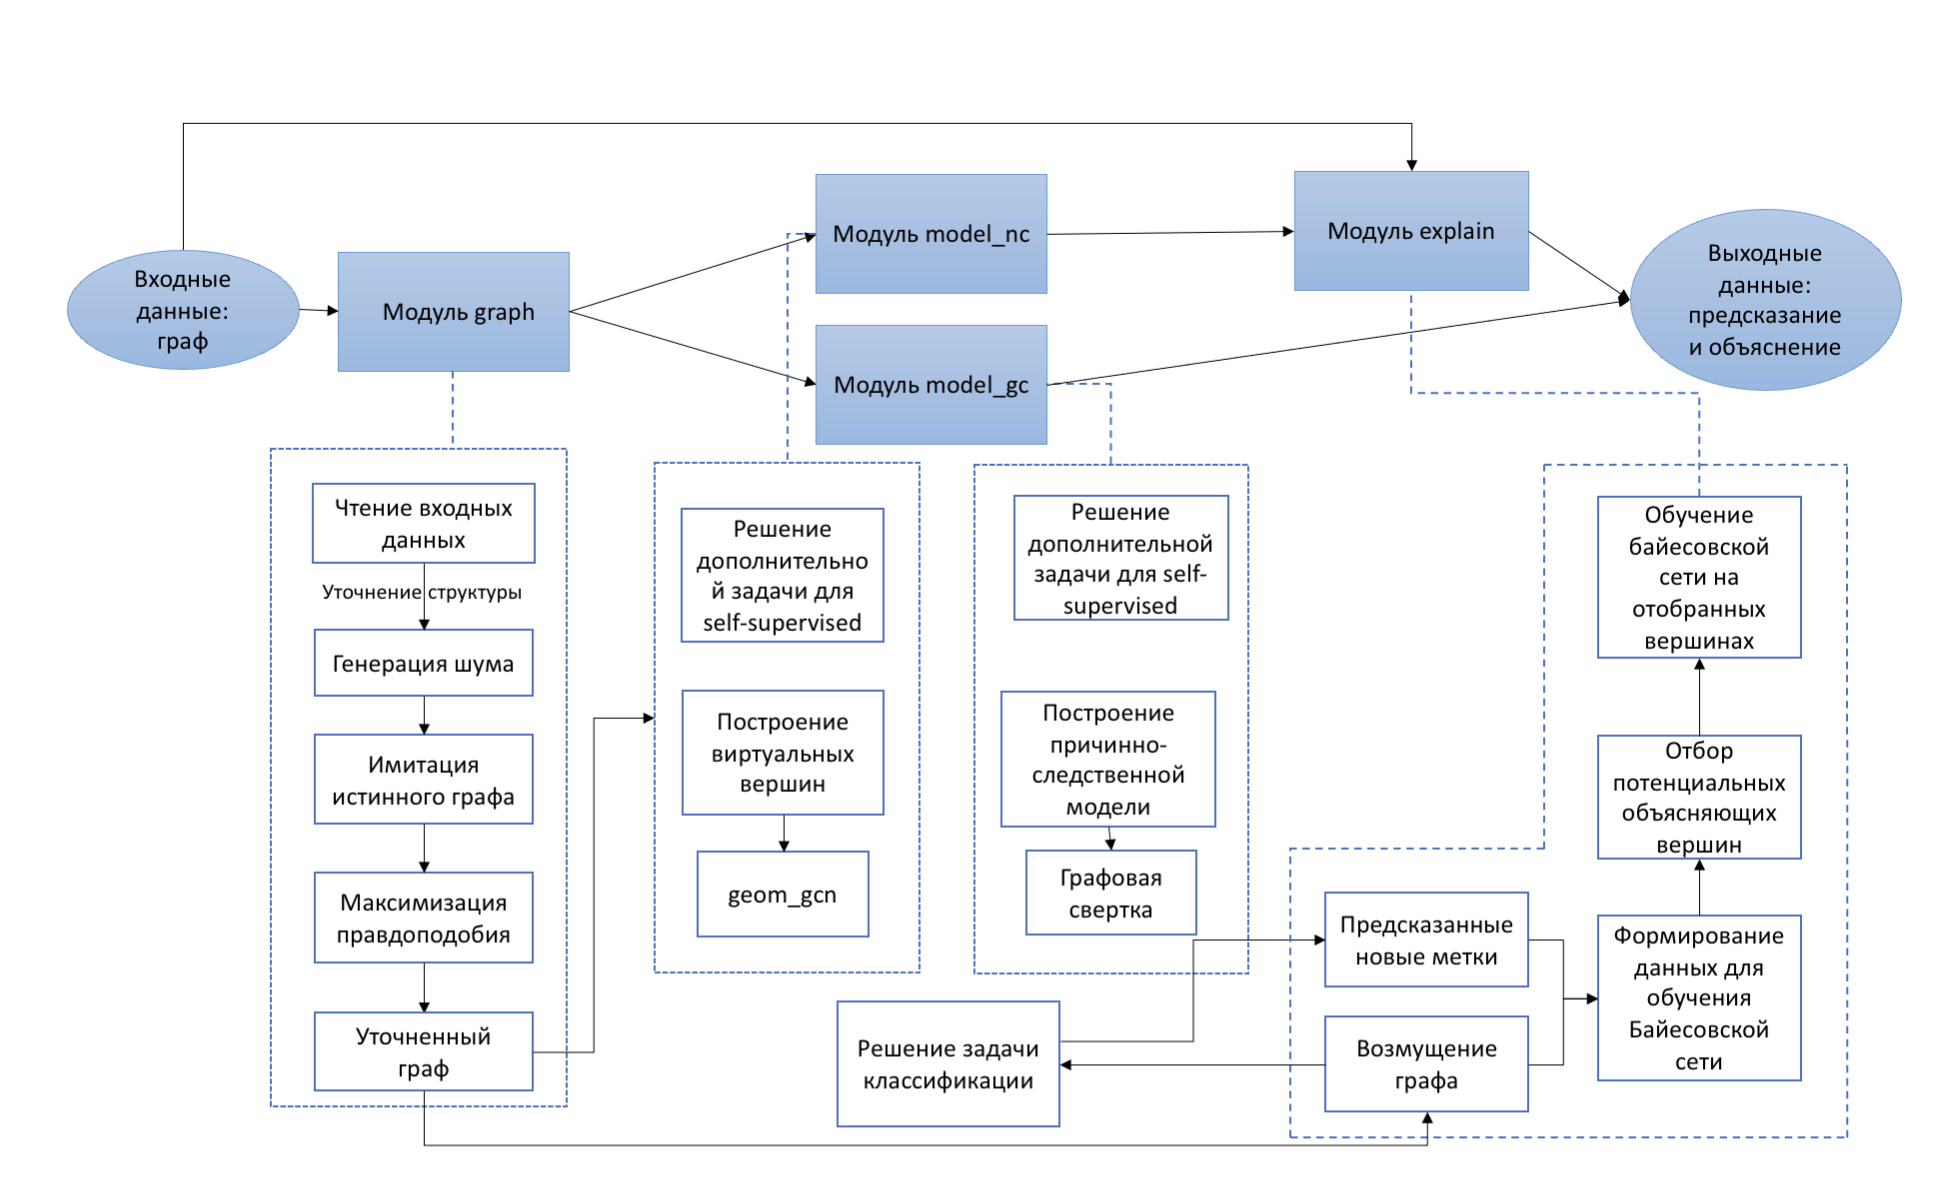 Входные
данные:
граф
Модуль graph
Модуль model_nc
Модуль model_gc
Модуль explain
Выходные
данные:
предсказание
и объяснение
Чтение входных
данных
Уточнение структуры
Генерация шума
Имитация
истинного графа
Максимизация
правдоподобия
Уточненный
граф
Решение
дополнительно
й задачи для
self-supervised
Построение
виртуальных
вершин
geom_gcn
Решение
дополнительной
задачи для self-
supervised
Построение
причинно-
следственной
модели
Графовая
свертка
Решение задачи
классификации
Предсказанные
новые метки
Возмущение
графа
Обучение
байесовской
сети на
отобранных
вершинах
Отбор
потенциальных
объясняющих
вершин
Формирование
данных для
обучения
Байесовской
сети